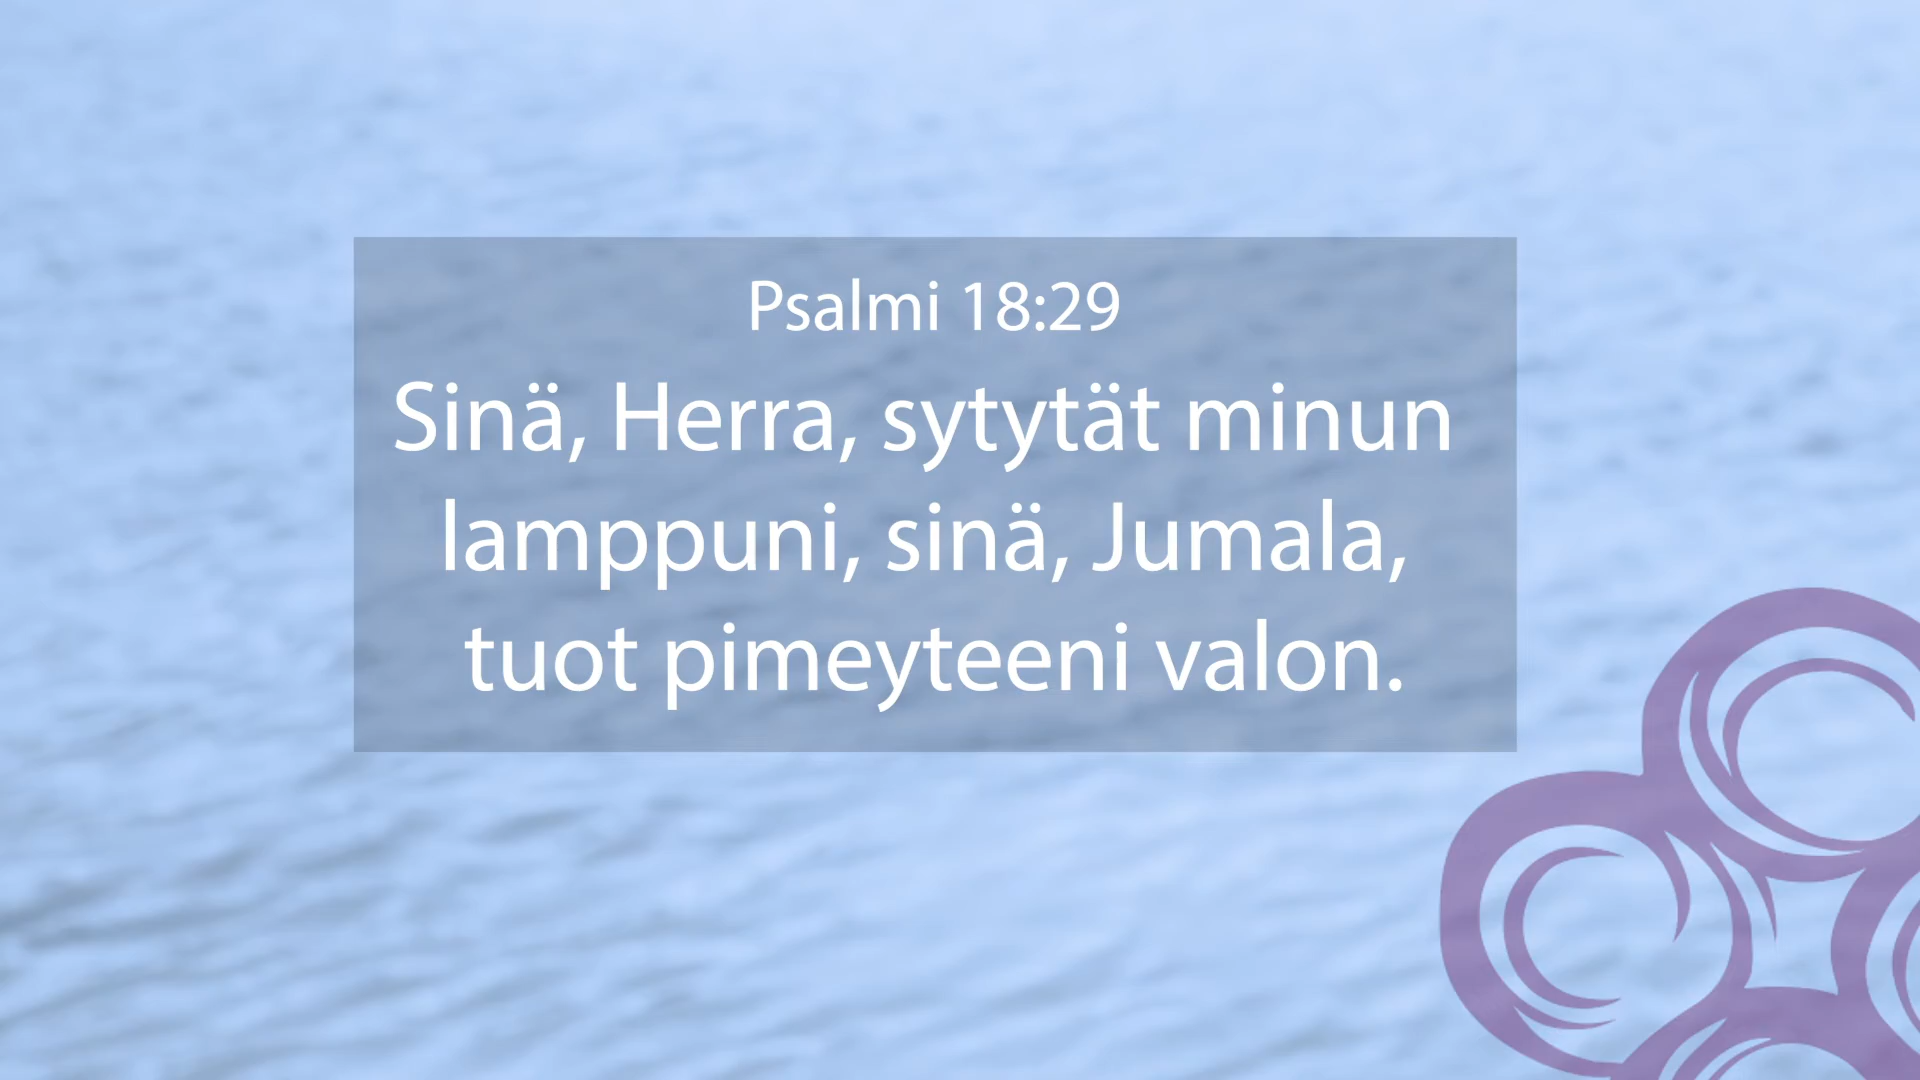 Psalmi 18:29
Sinä, Herra, sytytät minun
lamppuni, sinä, Jumala,
tuot pimeyteeni valon.